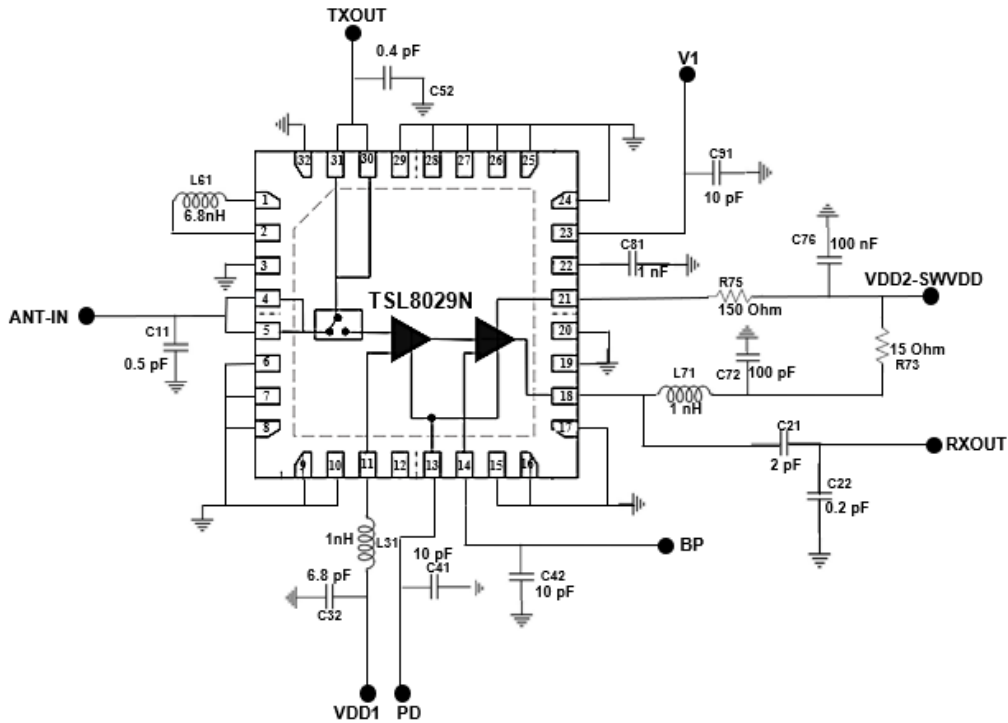 TXOUT
0.4 pF
C52
V1
C91
10 pF
32
31
30
29
28
27
26
25
L61
6.8nH
1
2
3
4
5
6
7
8
24
23
22
21
20
19
18
17
C81
1 nF
C76
100 nF
R75
150 Ohm
VDD2-SWVDD
TSL8029N
ANT-IN
C11
0.5 pF
15 Ohm
R73
L71
1 nH
C72
100 pF
C21
2 pF
RXOUT
C22
0.2 pF
9
10
11
12
13
14
15
16
1nH
L31
10 pF
C41
6.8 pF
C32
BP
C42
10 pF
VDD1
PD